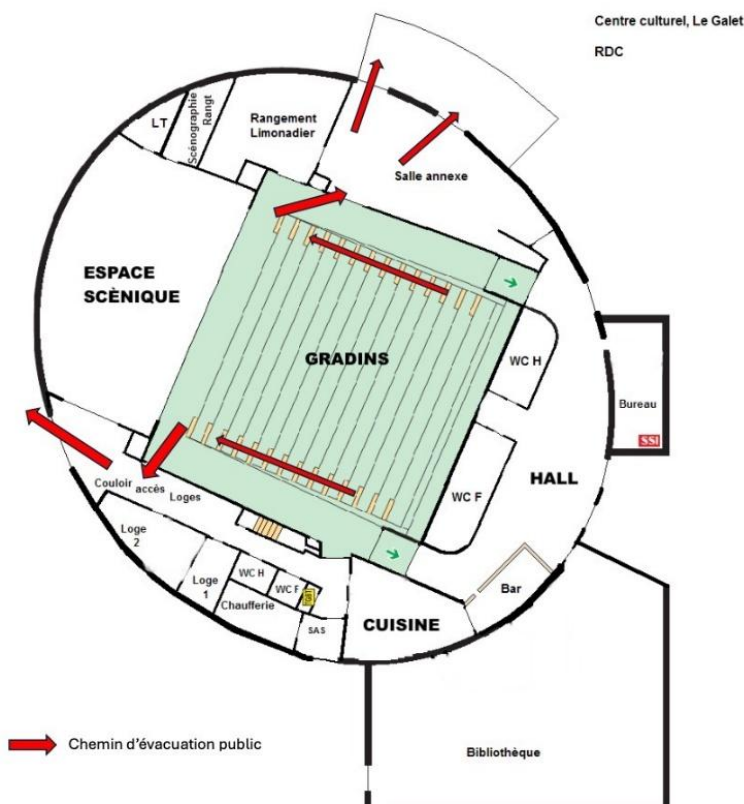 Centre culturel, Le Galet
RDC
LT
Scénographie
Rangt
Rangement
Limonadier
Salle annexe
ESPACE
SCÈNIQUE
GRADINS
WC H
Bureau
SSI
HALL
WC F
Couloir accés Loges
Loge
2
Loge
1
WC H
WC F
Chaufferie
SAS
CUISINE
Bar
Bibliothèque
Chemin d'évacuation public